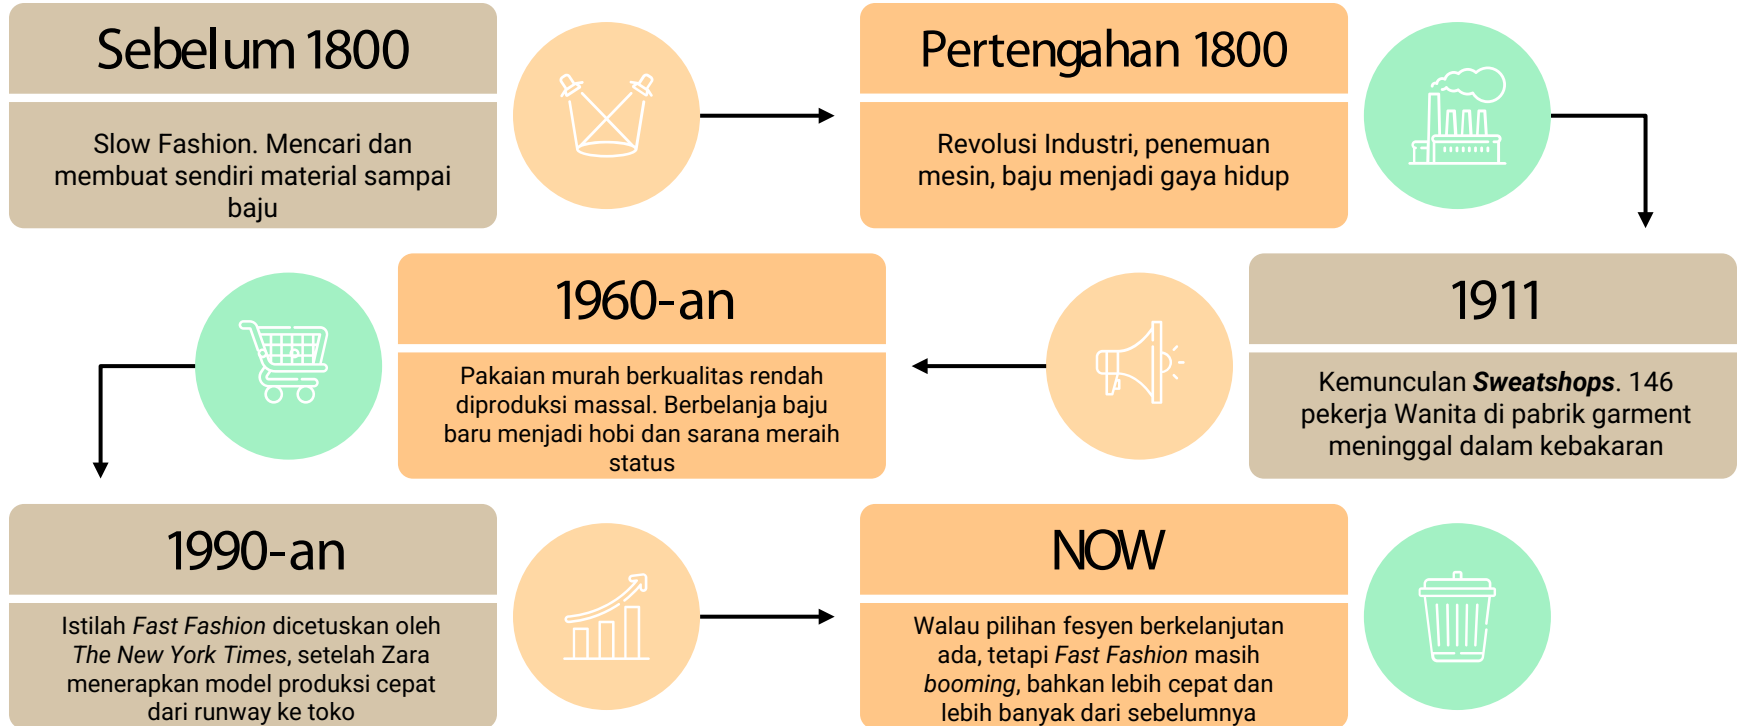 Sebelum 1800
Slow Fashion. Mencari dan
membuat sendiri material sampai
baju
Pertengahan 1800
Revolusi Industri, penemuan
mesin, baju menjadi gaya hidup
1911
Kemunculan Sweatshops. 146
pekerja Wanita di pabrik garment
meninggal dalam kebakaran
1960-an
Pakaian murah berkualitas rendah
diproduksi massal. Berbelanja baju
baru menjadi hobi dan sarana meraih
status
1990-an
Istilah Fast Fashion dicetuskan oleh
The New York Times, setelah Zara
menerapkan model produksi cepat
dari runway ke toko
NOW
Walau pilihan fesyen berkelanjutan
ada, tetapi Fast Fashion masih
booming, bahkan lebih cepat dan
lebih banyak dari sebelumnya